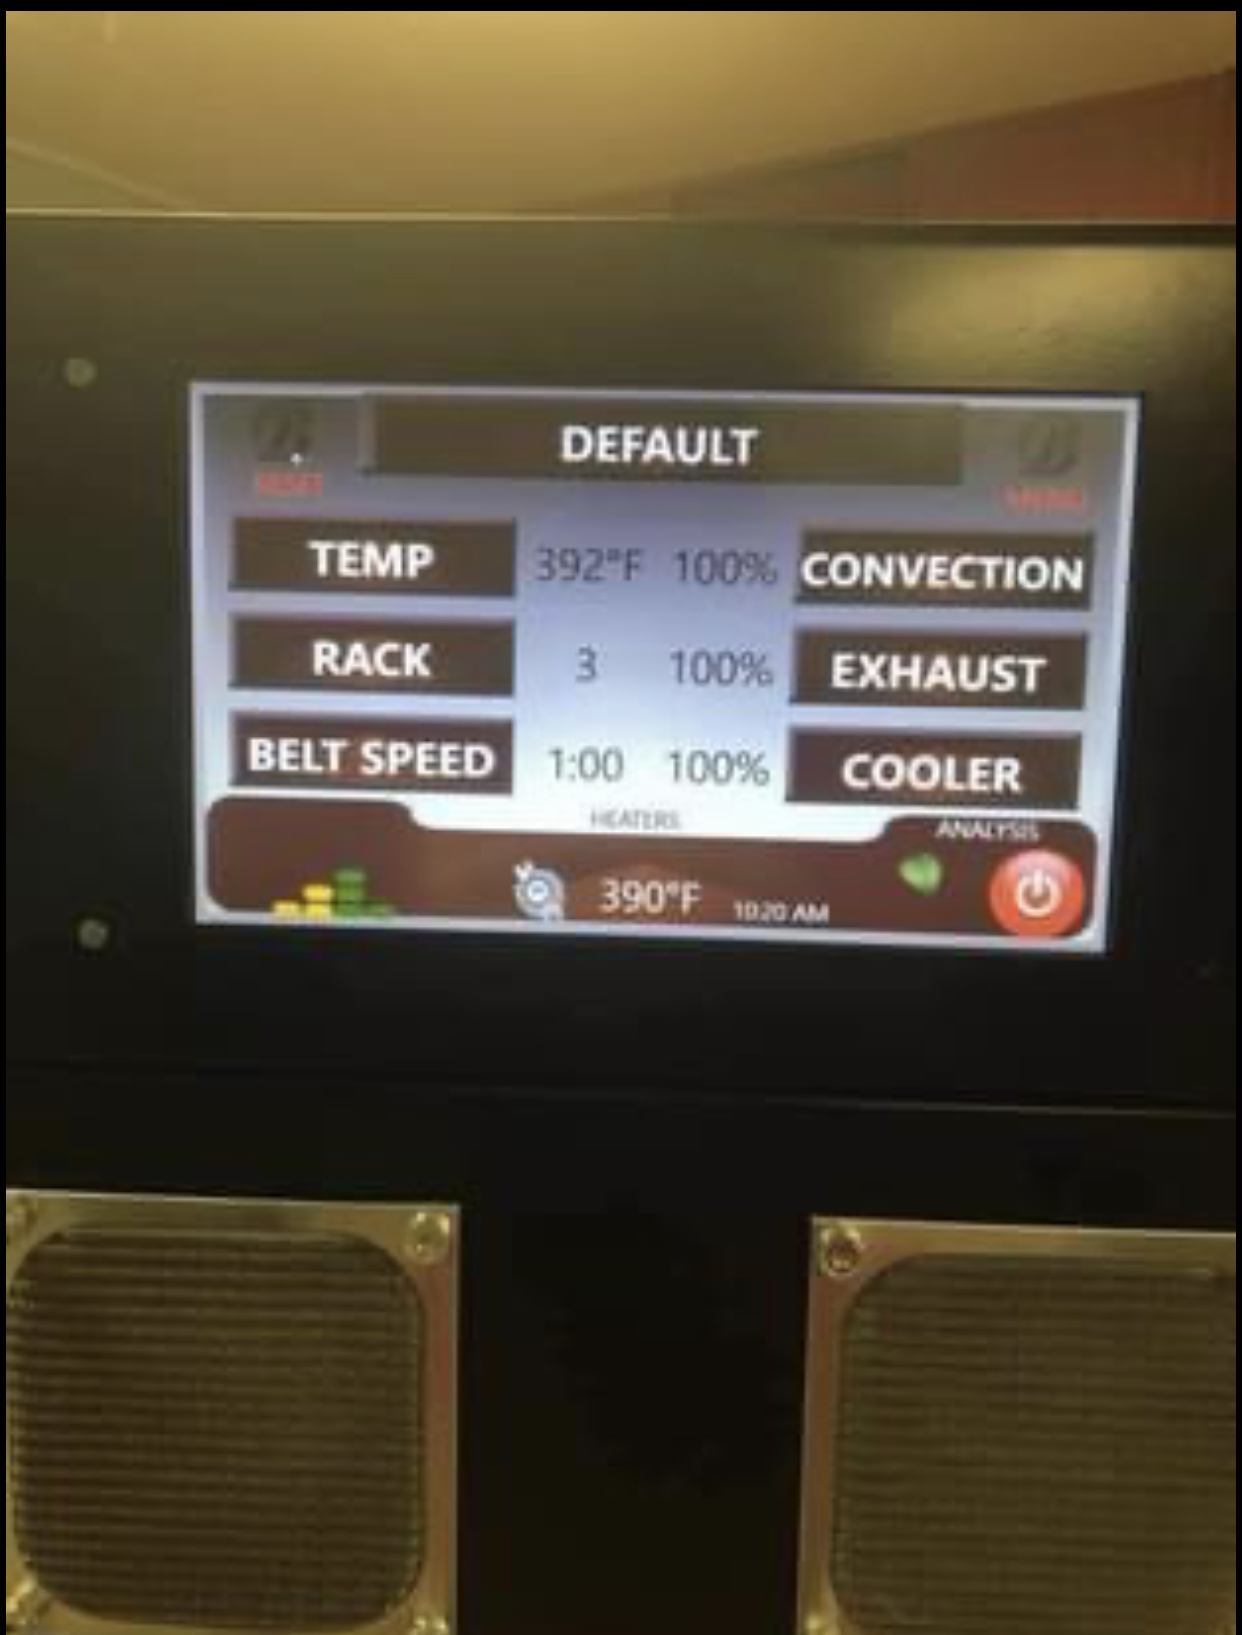 DEFAULT
RESET
TEMP 392°F 100% CONVECTION
RACK 3 100% EXHAUST
BELT SPEED 1:00 100% COOLER
HEATERS
ANALYSIS
390°F 10:20 AM